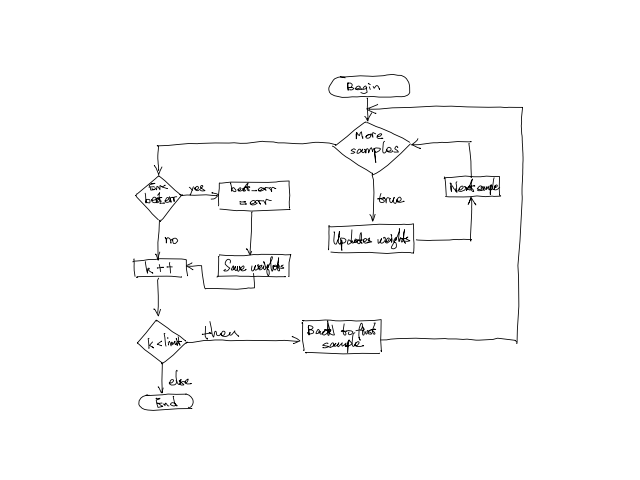 Begin
More
samples
Err<
best_err
yes
best_err
= err
true
Next sample
Updates weights
no
k++
Save weights
k<limit
then
Back to first
sample
else
End